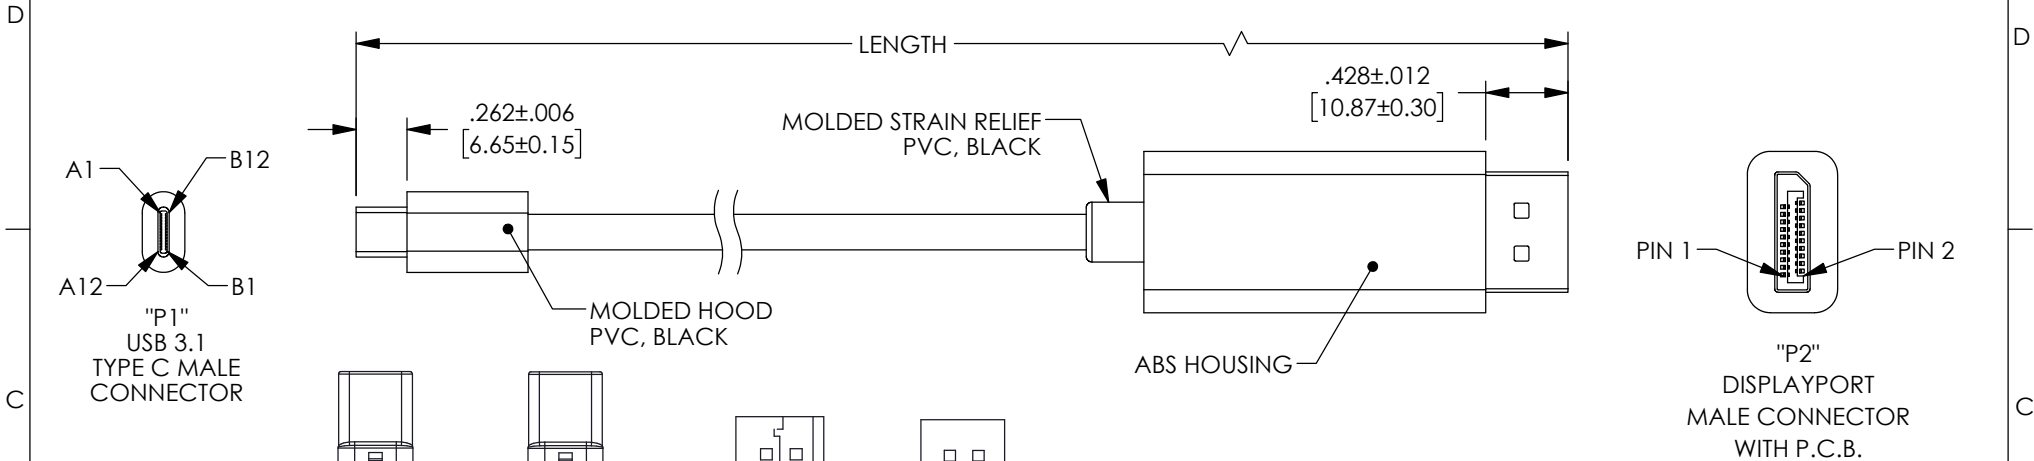 D
D
LENGTH
.428±.012
[10.87±0.30]
.262±.006
[6.65±0.15]
MOLDED STRAIN RELIEF
PVC, BLACK
A1
B12
A12
B1
"P1"
USB 3.1
TYPE C MALE
CONNECTOR
MOLDED HOOD
PVC, BLACK
ABS HOUSING
PIN 1
PIN 2
"P2"
DISPLAYPORT
MALE CONNECTOR
WITH P.C.B.
C
C